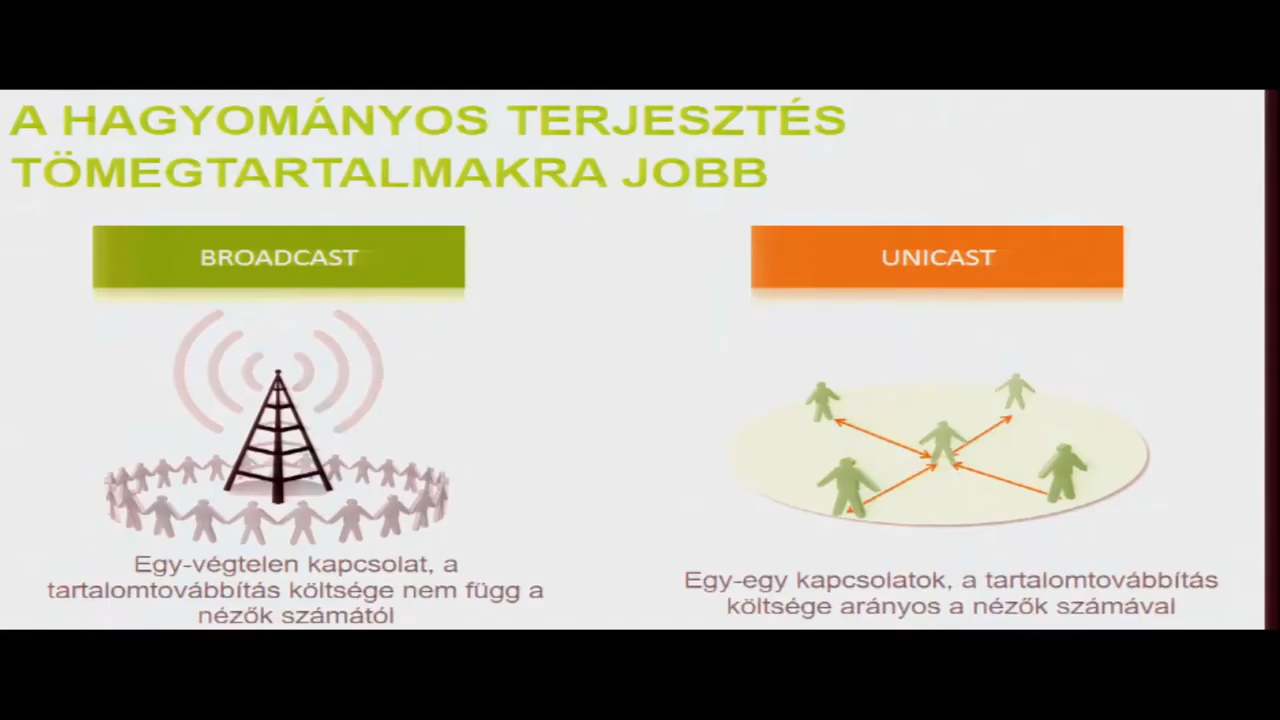 A HAGYOMÁNYOS TERJESZTÉS
TÖMEGTARTALMAKRA JOBB
BROADCAST
UNICAST
Egy-végtelen kapcsolat, a
tartalomtovábbítás költsége nem függ a
nézők számától
Egy-egy kapcsolatok, a tartalomtovábbítás
költsége arányos a nézők számával